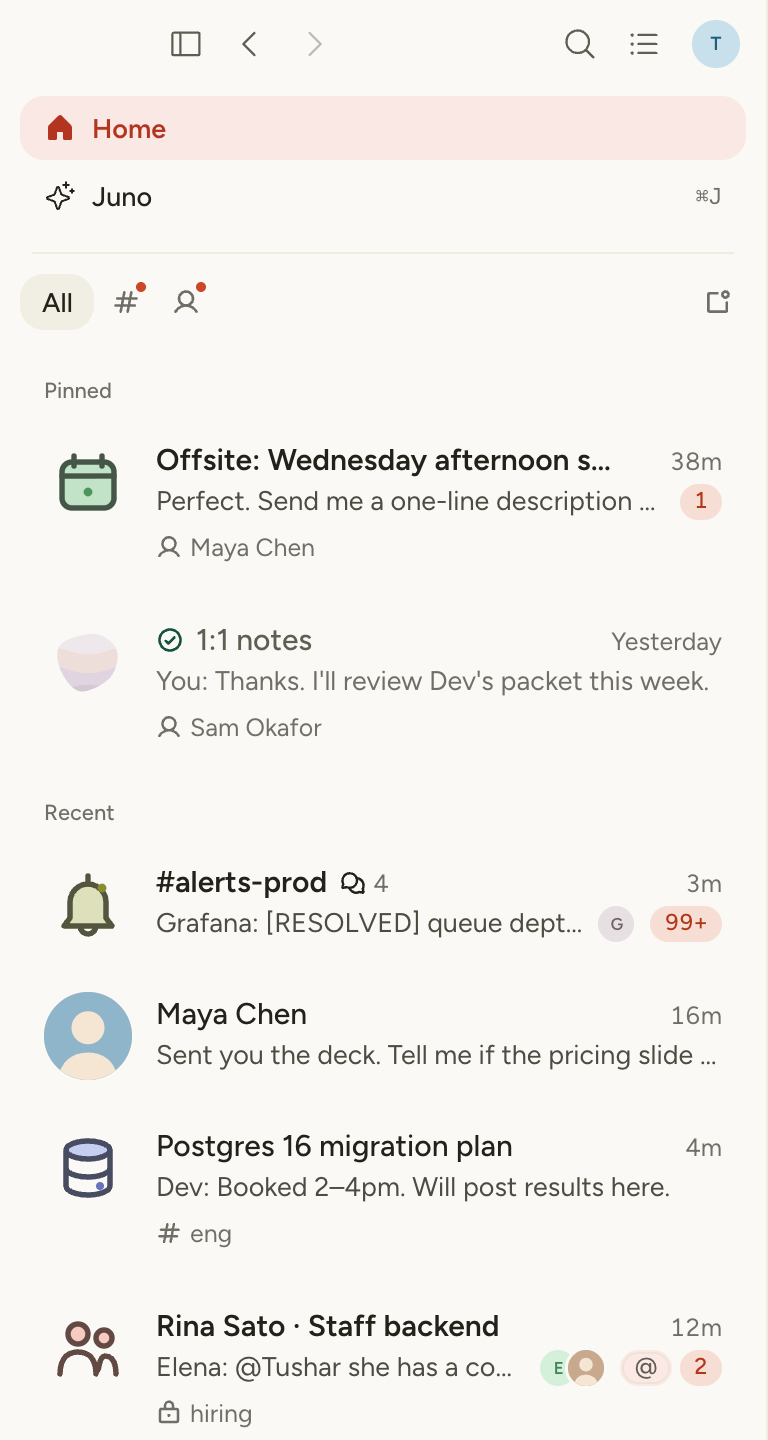 T
Home
Juno ⌘J
All
Pinned
Offsite: Wednesday afternoon s... 38m
Perfect. Send me a one-line description ... 1
Maya Chen
1:1 notes Yesterday
You: Thanks. I'll review Dev's packet this week.
Sam Okafor
Recent
#alerts-prod 4 3m
Grafana: [RESOLVED] queue dept... G 99+
Maya Chen 16m
Sent you the deck. Tell me if the pricing slide ...
Postgres 16 migration plan 4m
Dev: Booked 2–4pm. Will post results here.
# eng
Rina Sato · Staff backend 12m
Elena: @Tushar she has a co... E @ 2
hiring